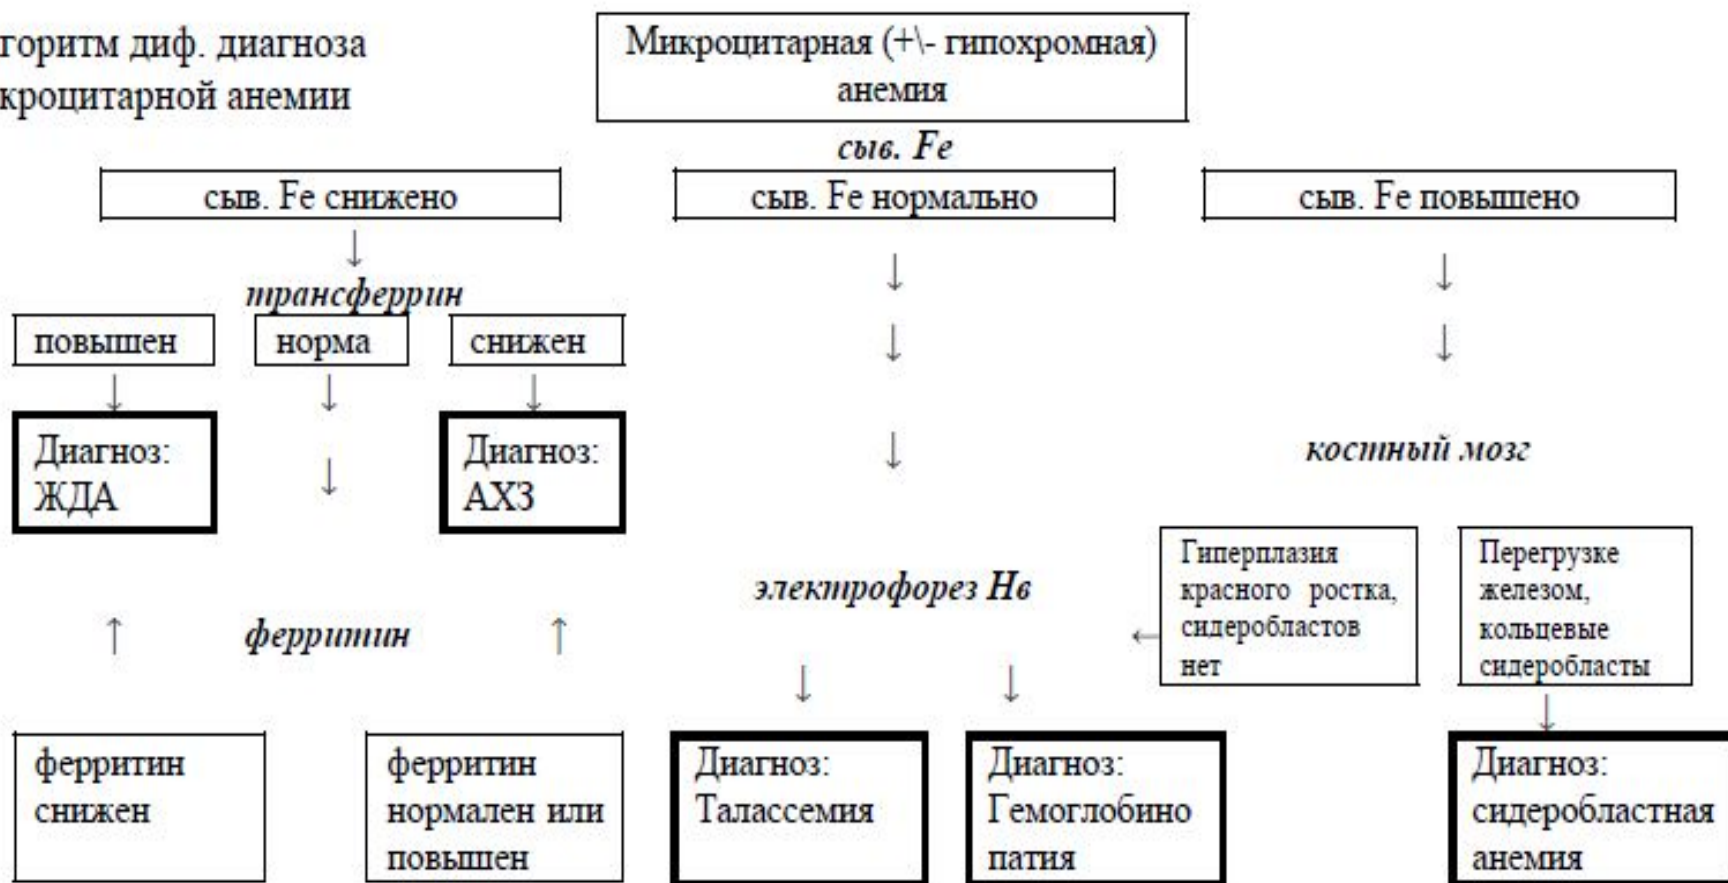 горитм диф. диагноза
кроцитарной анемии
Микроцитарная (+\- гипохромная)
анемия
сыв. Fe
сыв. Fe снижено
сыв. Fe нормально
сыв. Fe повышено
трансферрин
повышен
норма
снижен
Диагноз:
ЖДА
Диагноз:
АХЗ
костный мозг
электрофорез Нв
Гиперплазия
красного ростка,
сидеробластов
нет
Перегрузке
железом,
кольцевые
сидеробласты
ферритин
ферритин
снижен
ферритин
нормален или
повышен
Диагноз:
Талассемия
Диагноз:
Гемоглобино
патия
Диагноз:
сидеробластная
анемия